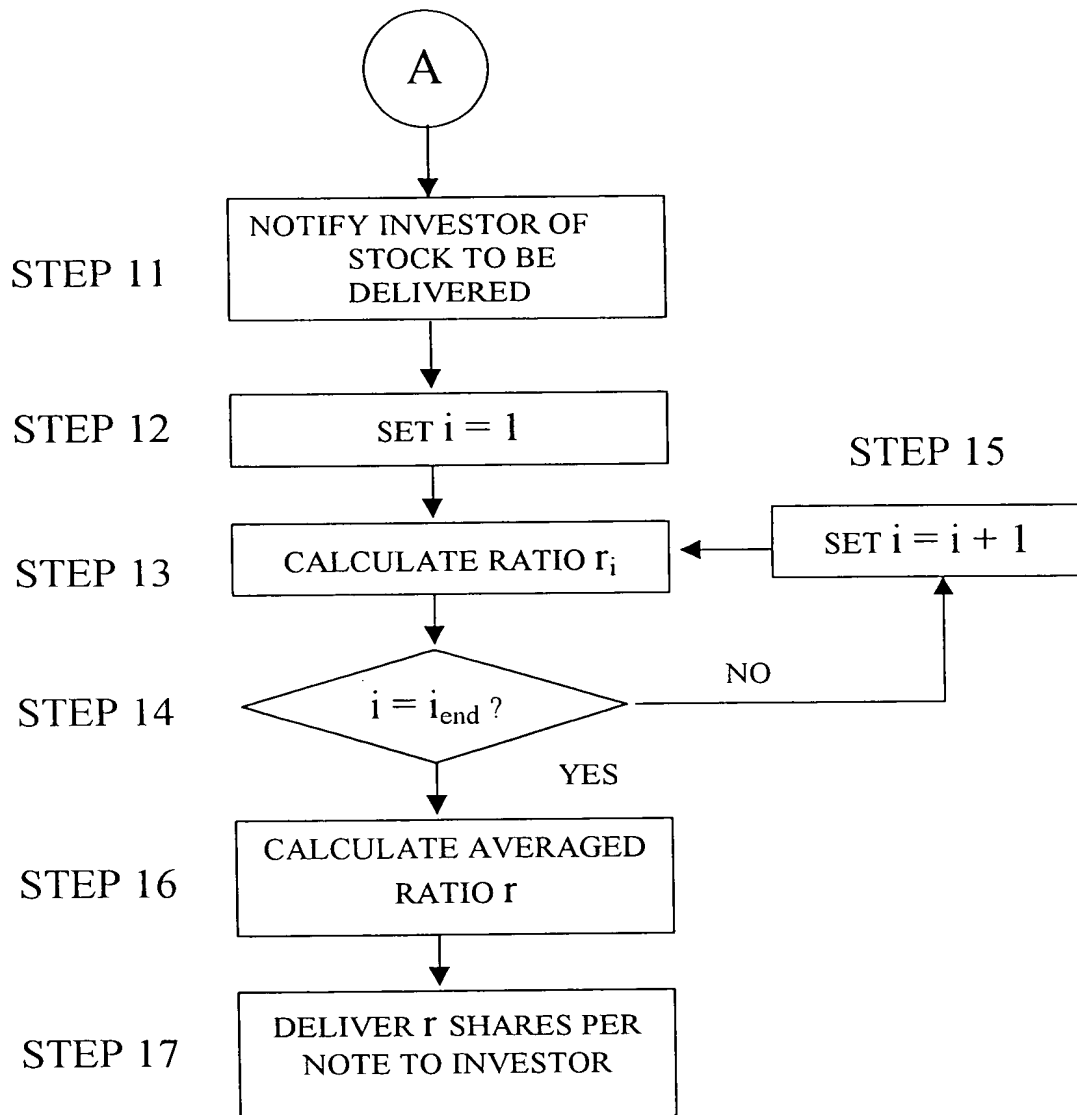 A
STEP 11
NOTIFY INVESTOR OF
STOCK TO BE
DELIVERED
STEP 12
SET i = 1
STEP 15
SET i = i + 1
STEP 13
CALCULATE RATIO rᵢ
STEP 14
i = i_end ?
NO
YES
STEP 16
CALCULATE AVERAGED
RATIO r
STEP 17
DELIVER r SHARES PER
NOTE TO INVESTOR